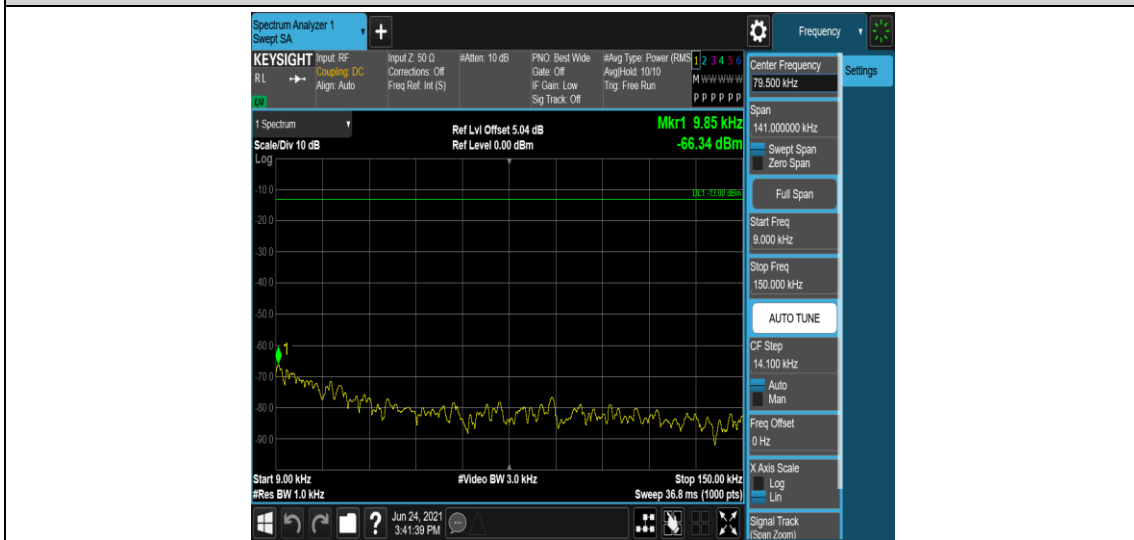 Spectrum Analyzer 1
Swept SA
+
Frequency
KEYSIGHT
RL
LXI
Input: RF
Coupling: DC
Align: Auto
Input Z: 50 Ω
Corrections: Off
Freq Ref: Int (S)
#Atten: 10 dB
PNO: Best Wide
Gate: Off
IF Gain: Low
Sig Track: Off
#Avg Type: Power (RMS
Avg|Hold: 10/10
Trig: Free Run
1 2 3 4 5 6
M W W W W W
P P P P P P
1 Spectrum
Scale/Div 10 dB
Ref Lvl Offset 5.04 dB
Ref Level 0.00 dBm
Mkr1 9.85 kHz
-66.34 dBm
Log
DL1 -13.00 dBm
-10.0
-20.0
-30.0
-40.0
-50.0
-60.0
1
-70.0
-80.0
-90.0
Start 9.00 kHz
#Res BW 1.0 kHz
#Video BW 3.0 kHz
Stop 150.00 kHz
Sweep 36.8 ms (1000 pts)
Jun 24, 2021
3:41:39 PM
?
Center Frequency
79.500 kHz
Settings
Span
141.000000 kHz
Swept Span
Zero Span
Full Span
Start Freq
9.000 kHz
Stop Freq
150.000 kHz
AUTO TUNE
CF Step
14.100 kHz
Auto
Man
Freq Offset
0 Hz
X Axis Scale
Log
Lin
Signal Track
(Span Zoom)